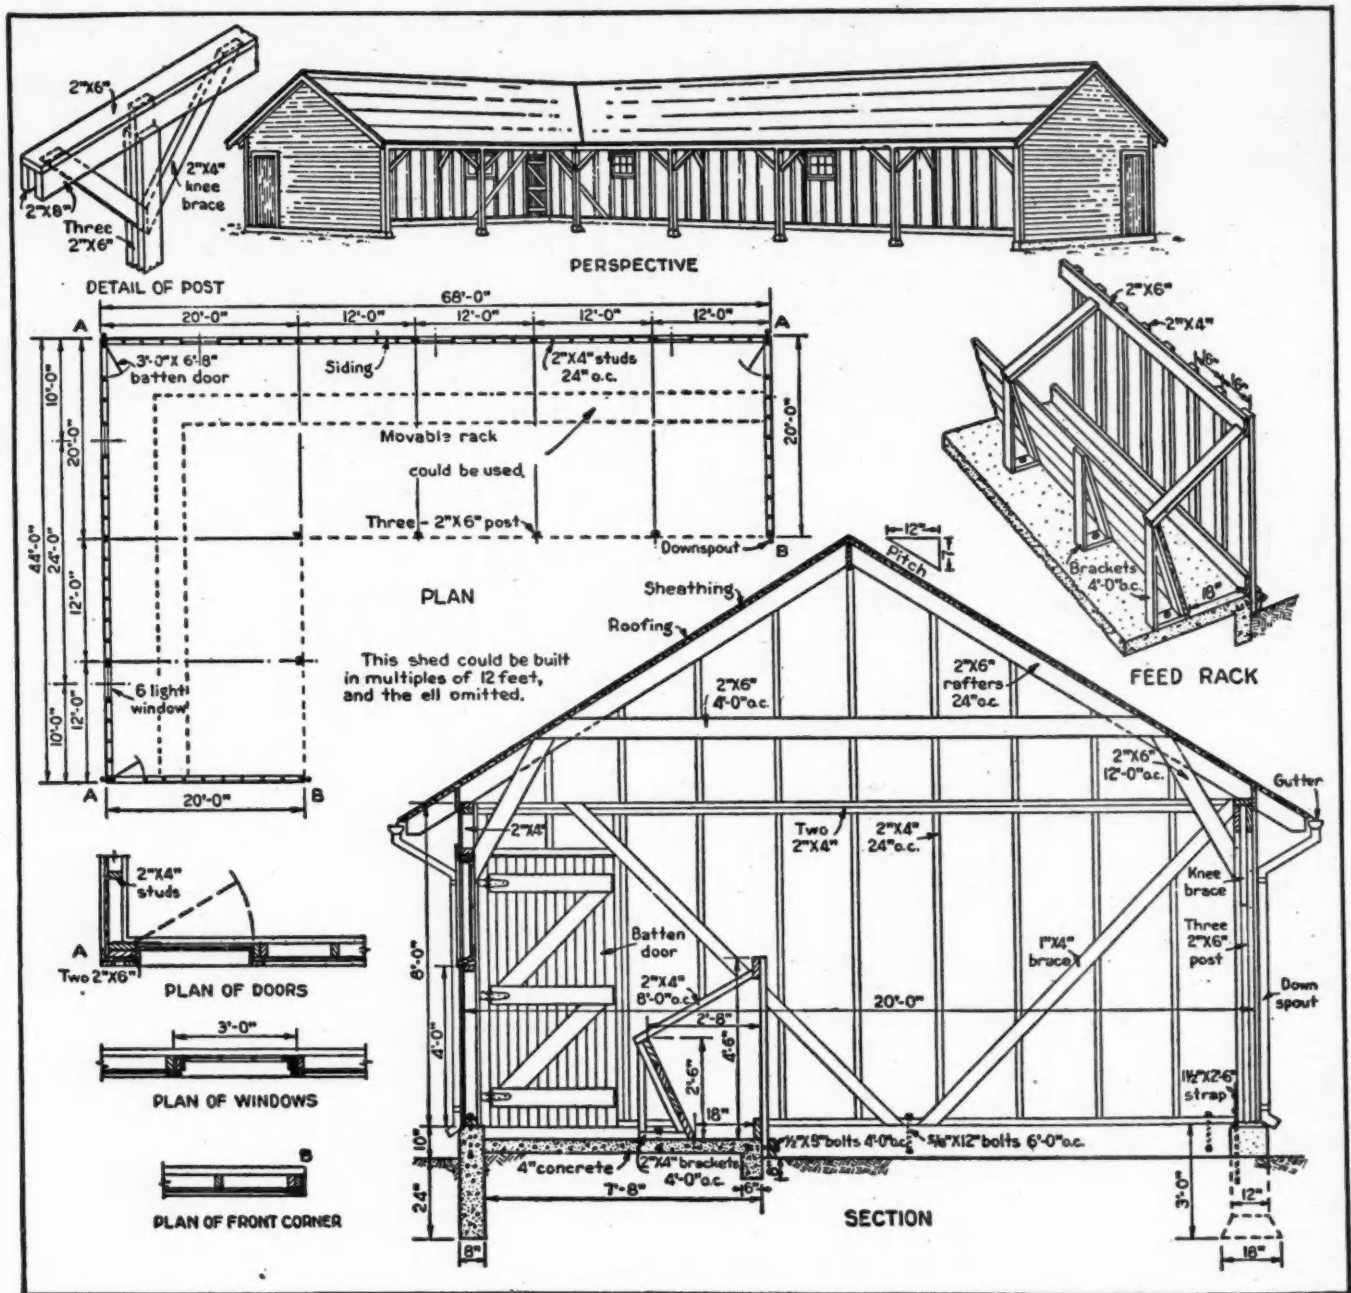 2"X6"
2"X4"
knee
brace
2"X8"
Three
2"X6"
DETAIL OF POST
PERSPECTIVE
68'-0"
20'-0"
12'-0"
12'-0"
12'-0"
12'-0"
A
A
3'-0"X 6'-8"
batten door
Siding
2"X4" studs
24" o.c.
10'-0"
20'-0"
44'-0"
24'-0"
12'-0"
12'-0"
10'-0"
20'-0"
Movable rack
could be used.
Three - 2"X6" post
Downspout
B
PLAN
This shed could be built
in multiples of 12 feet,
and the ell omitted.
6 light
window
A
B
20'-0"
2"X6"
2"X4"
Brackets
4'-0"o.c.
18"
FEED RACK
12"
Pitch
Sheathing
Roofing
2"X6"
4'-0"o.c.
2"X6"
rafters
24"o.c.
2"X6"
12'-0"o.c.
Gutter
2"X4"
Two
2"X4"
2"X4"
24"o.c.
Knee
brace
Three
2"X6"
post
Batten
door
1"X4"
brace
2"X4"
8'-0"o.c.
20'-0"
Down
spout
8'-0"
4'-0"
2'-8"
4'-6"
2'-6"
18"
1½"X2'-6"
strap
10"
24"
4"concrete
2"X4" brackets
4'-0"o.c.
½"X8"bolts 4'-0"o.c.
⅝"X12"bolts 6'-0"o.c.
7'-8"
6"
8"
3'-0"
12"
18"
SECTION
2"X4"
studs
A
Two 2"X6"
PLAN OF DOORS
3'-0"
PLAN OF WINDOWS
B
PLAN OF FRONT CORNER